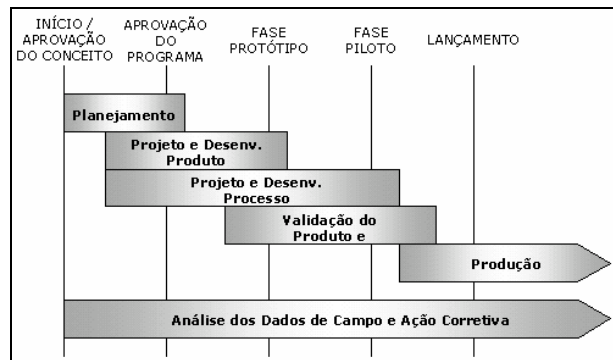 INÍCIO /
APROVAÇÃO
DO CONCEITO
APROVAÇÃO
DO
PROGRAMA
FASE
PROTÓTIPO
FASE
PILOTO
LANÇAMENTO
Planejamento
Projeto e Desenv.
Produto
Projeto e Desenv.
Processo
Validação do
Produto e
Produção
Análise dos Dados de Campo e Ação Corretiva